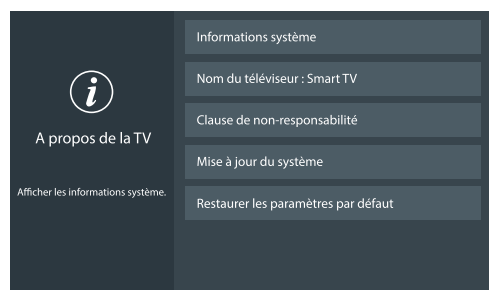 A propos de la TV
Afficher les informations système.
Informations système
Nom du téléviseur : Smart TV
Clause de non-responsabilité
Mise à jour du système
Restaurer les paramètres par défaut